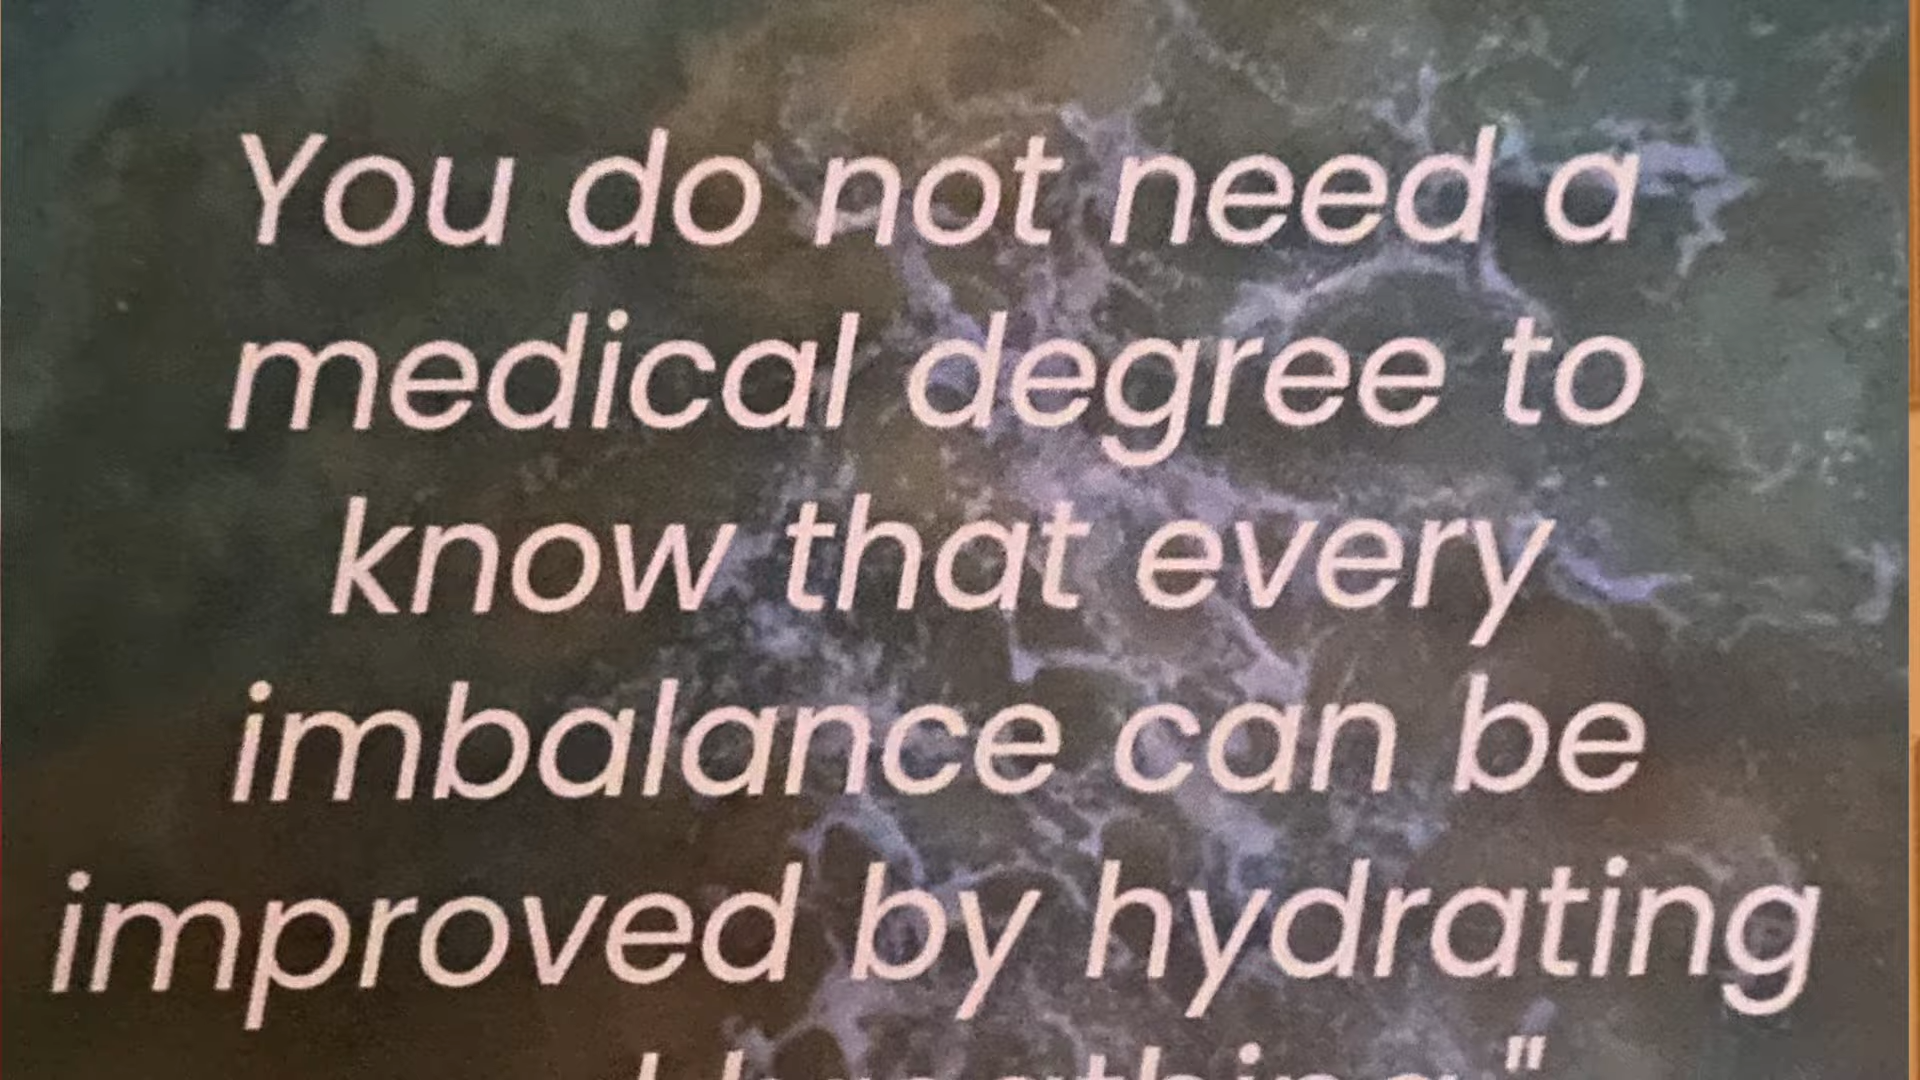 You do not need a
medical degree to
know that every
imbalance can be
improved by hydrating